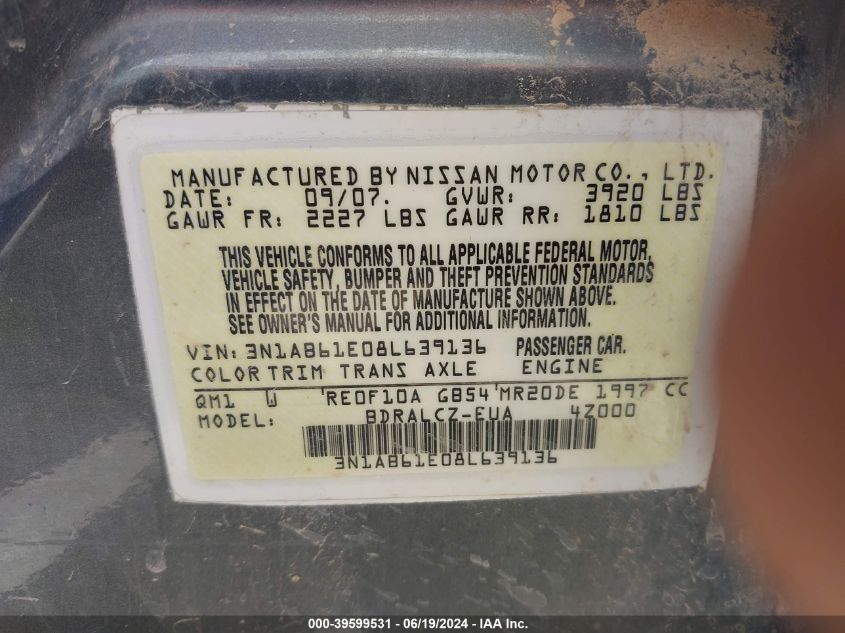 MANUFACTURED BY NISSAN MOTOR CO., LTD.
DATE: 09/07. GVWR: 3920 LBS
GAWR FR: 2227 LBS GAWR RR: 1810 LBS
THIS VEHICLE CONFORMS TO ALL APPLICABLE FEDERAL MOTOR,
VEHICLE SAFETY, BUMPER AND THEFT PREVENTION STANDARDS
IN EFFECT ON THE DATE OF MANUFACTURE SHOWN ABOVE.
SEE OWNER'S MANUAL FOR ADDITIONAL INFORMATION.
VIN: 3N1AB61E08L639136 PASSENGER CAR.
COLOR TRIM TRANS AXLE ENGINE
QM1 W 'RE0F10A GB54'MR20DE 1997 CC
MODEL: BDRALCZ-EUA 4Z000
3N1AB61E08L639136
000-39599531 - 06/19/2024 - IAA Inc.